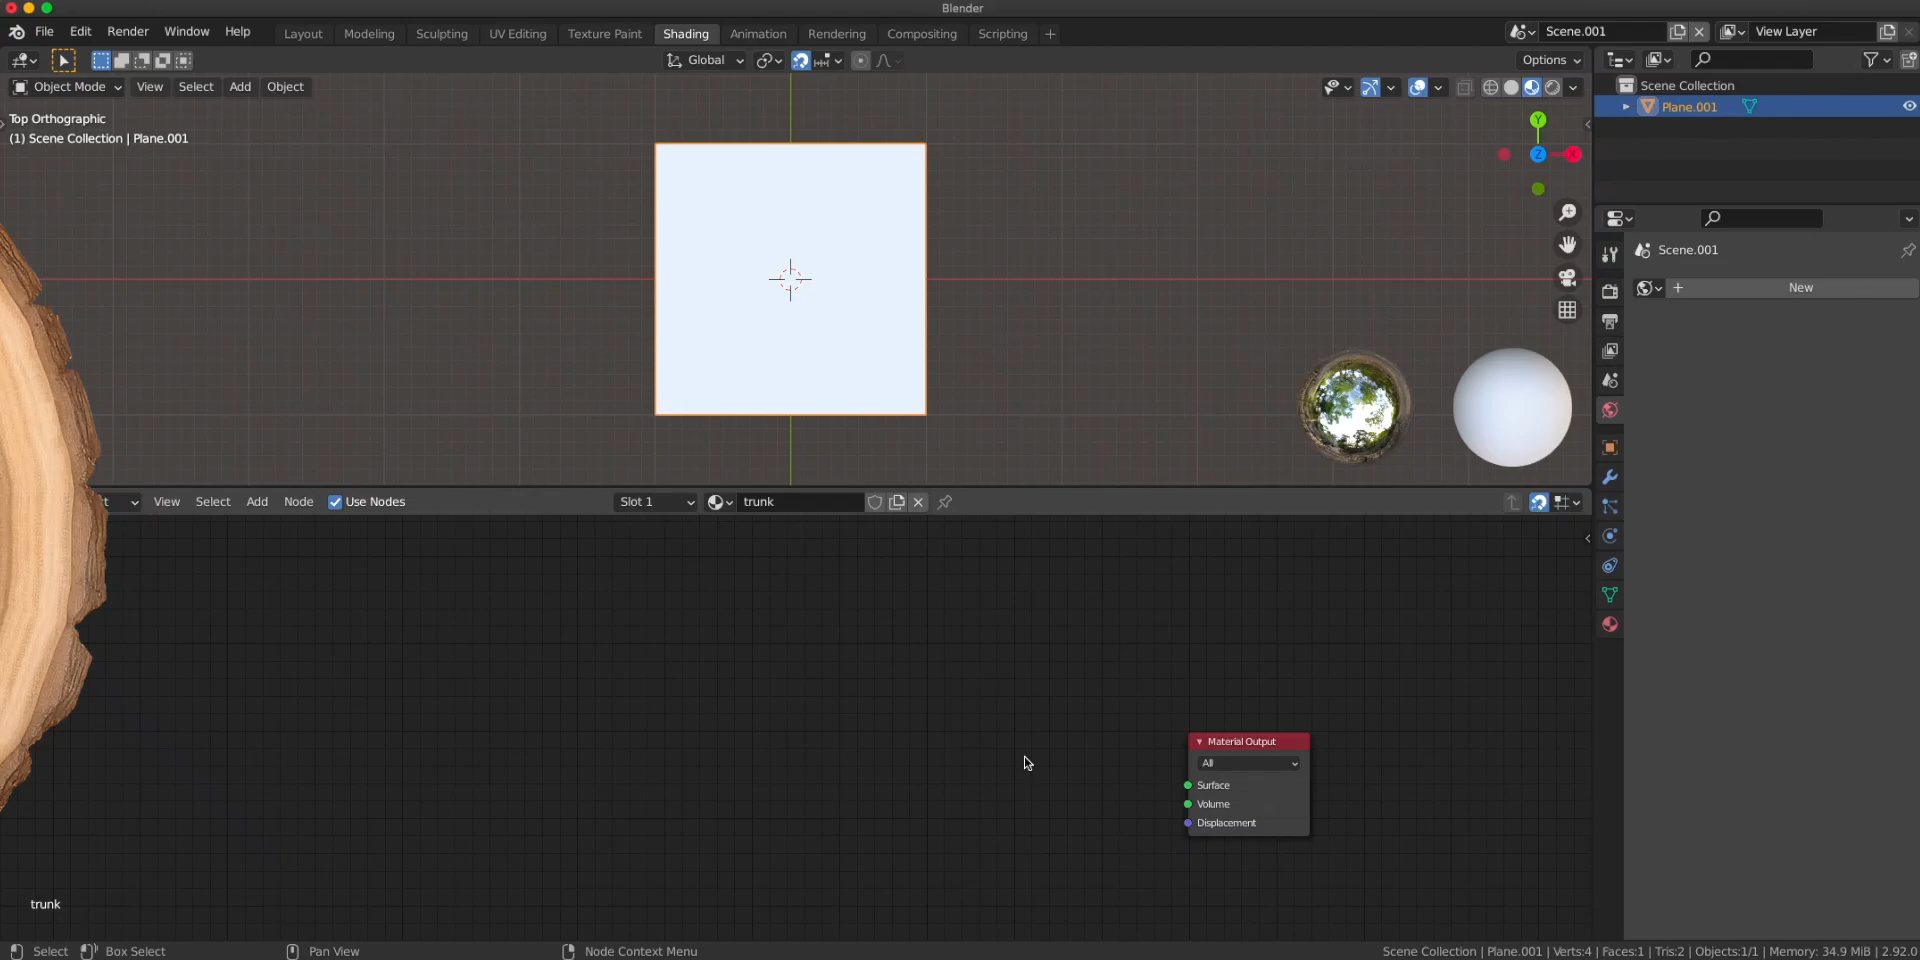 Blender
File Edit Render Window Help Layout Modeling Sculpting UV Editing Texture Paint Shading Animation Rendering Compositing Scripting Scene.001 View Layer
Global Options
Object Mode View Select Add Object Scene Collection
Plane.001
Top Orthographic
(1) Scene Collection | Plane.001
Y
Z X
Scene.001
New
t View Select Add Node Use Nodes Slot 1 trunk
Material Output
All
Surface
Volume
Displacement
trunk
Select Box Select Pan View Node Context Menu Scene Collection | Plane.001 | Verts:4 | Faces:1 | Tris:2 | Objects:1/1 | Memory: 34.9 MiB | 2.92.0